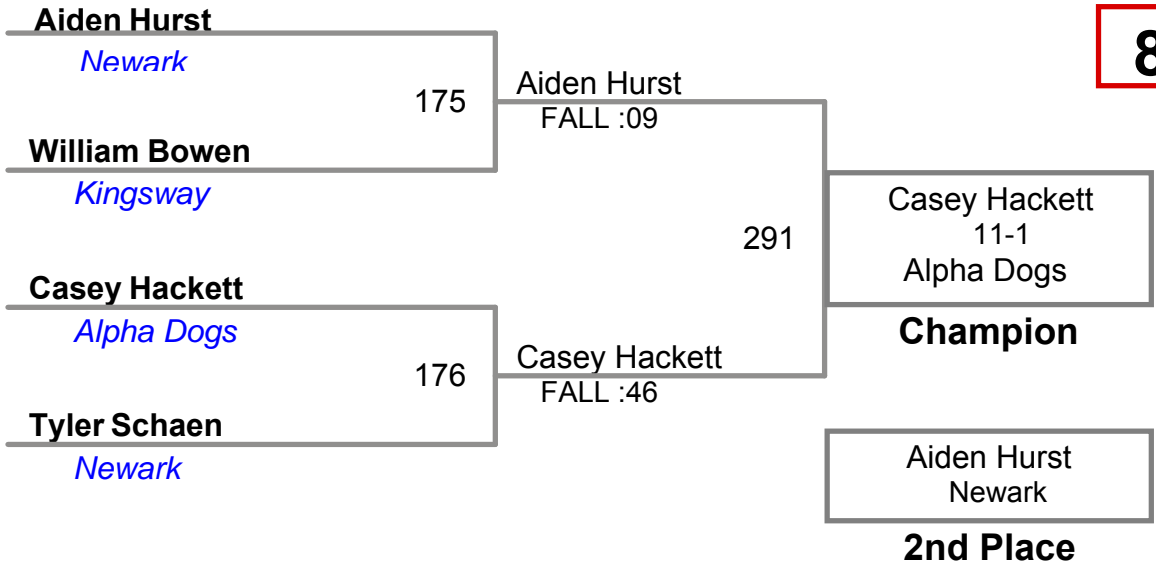 Aiden Hurst
Newark
8
175
Aiden Hurst
FALL :09
William Bowen
Kingsway
291
Casey Hackett
11-1
Alpha Dogs
Champion
Casey Hackett
Alpha Dogs
176
Casey Hackett
FALL :46
Tyler Schaen
Newark
Aiden Hurst
Newark
2nd Place